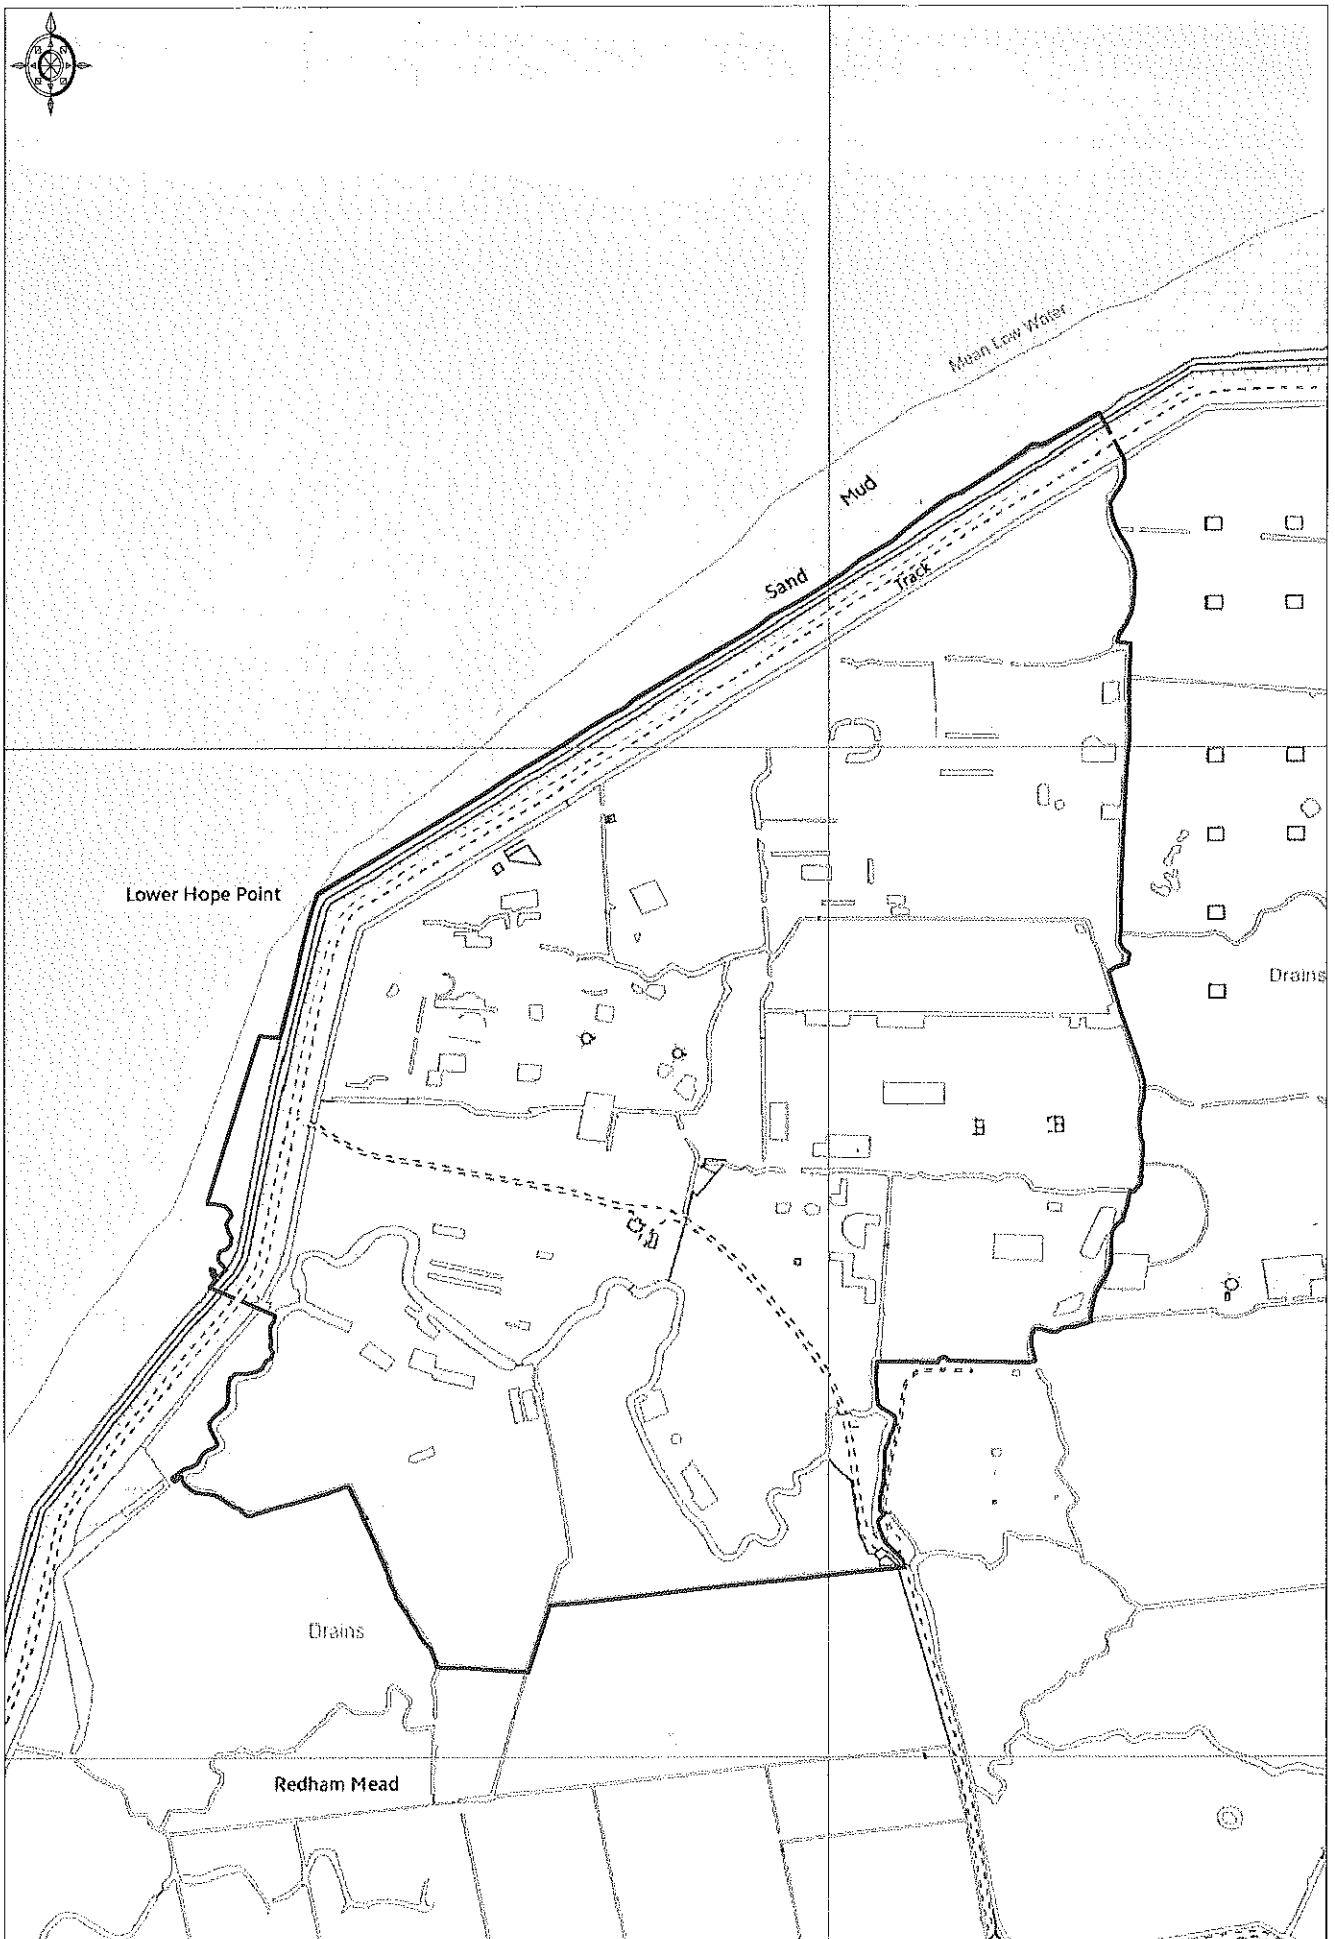 Mean Low Water
Mud
Sand
Track
Lower Hope Point
Drains
Drains
Redham Mead